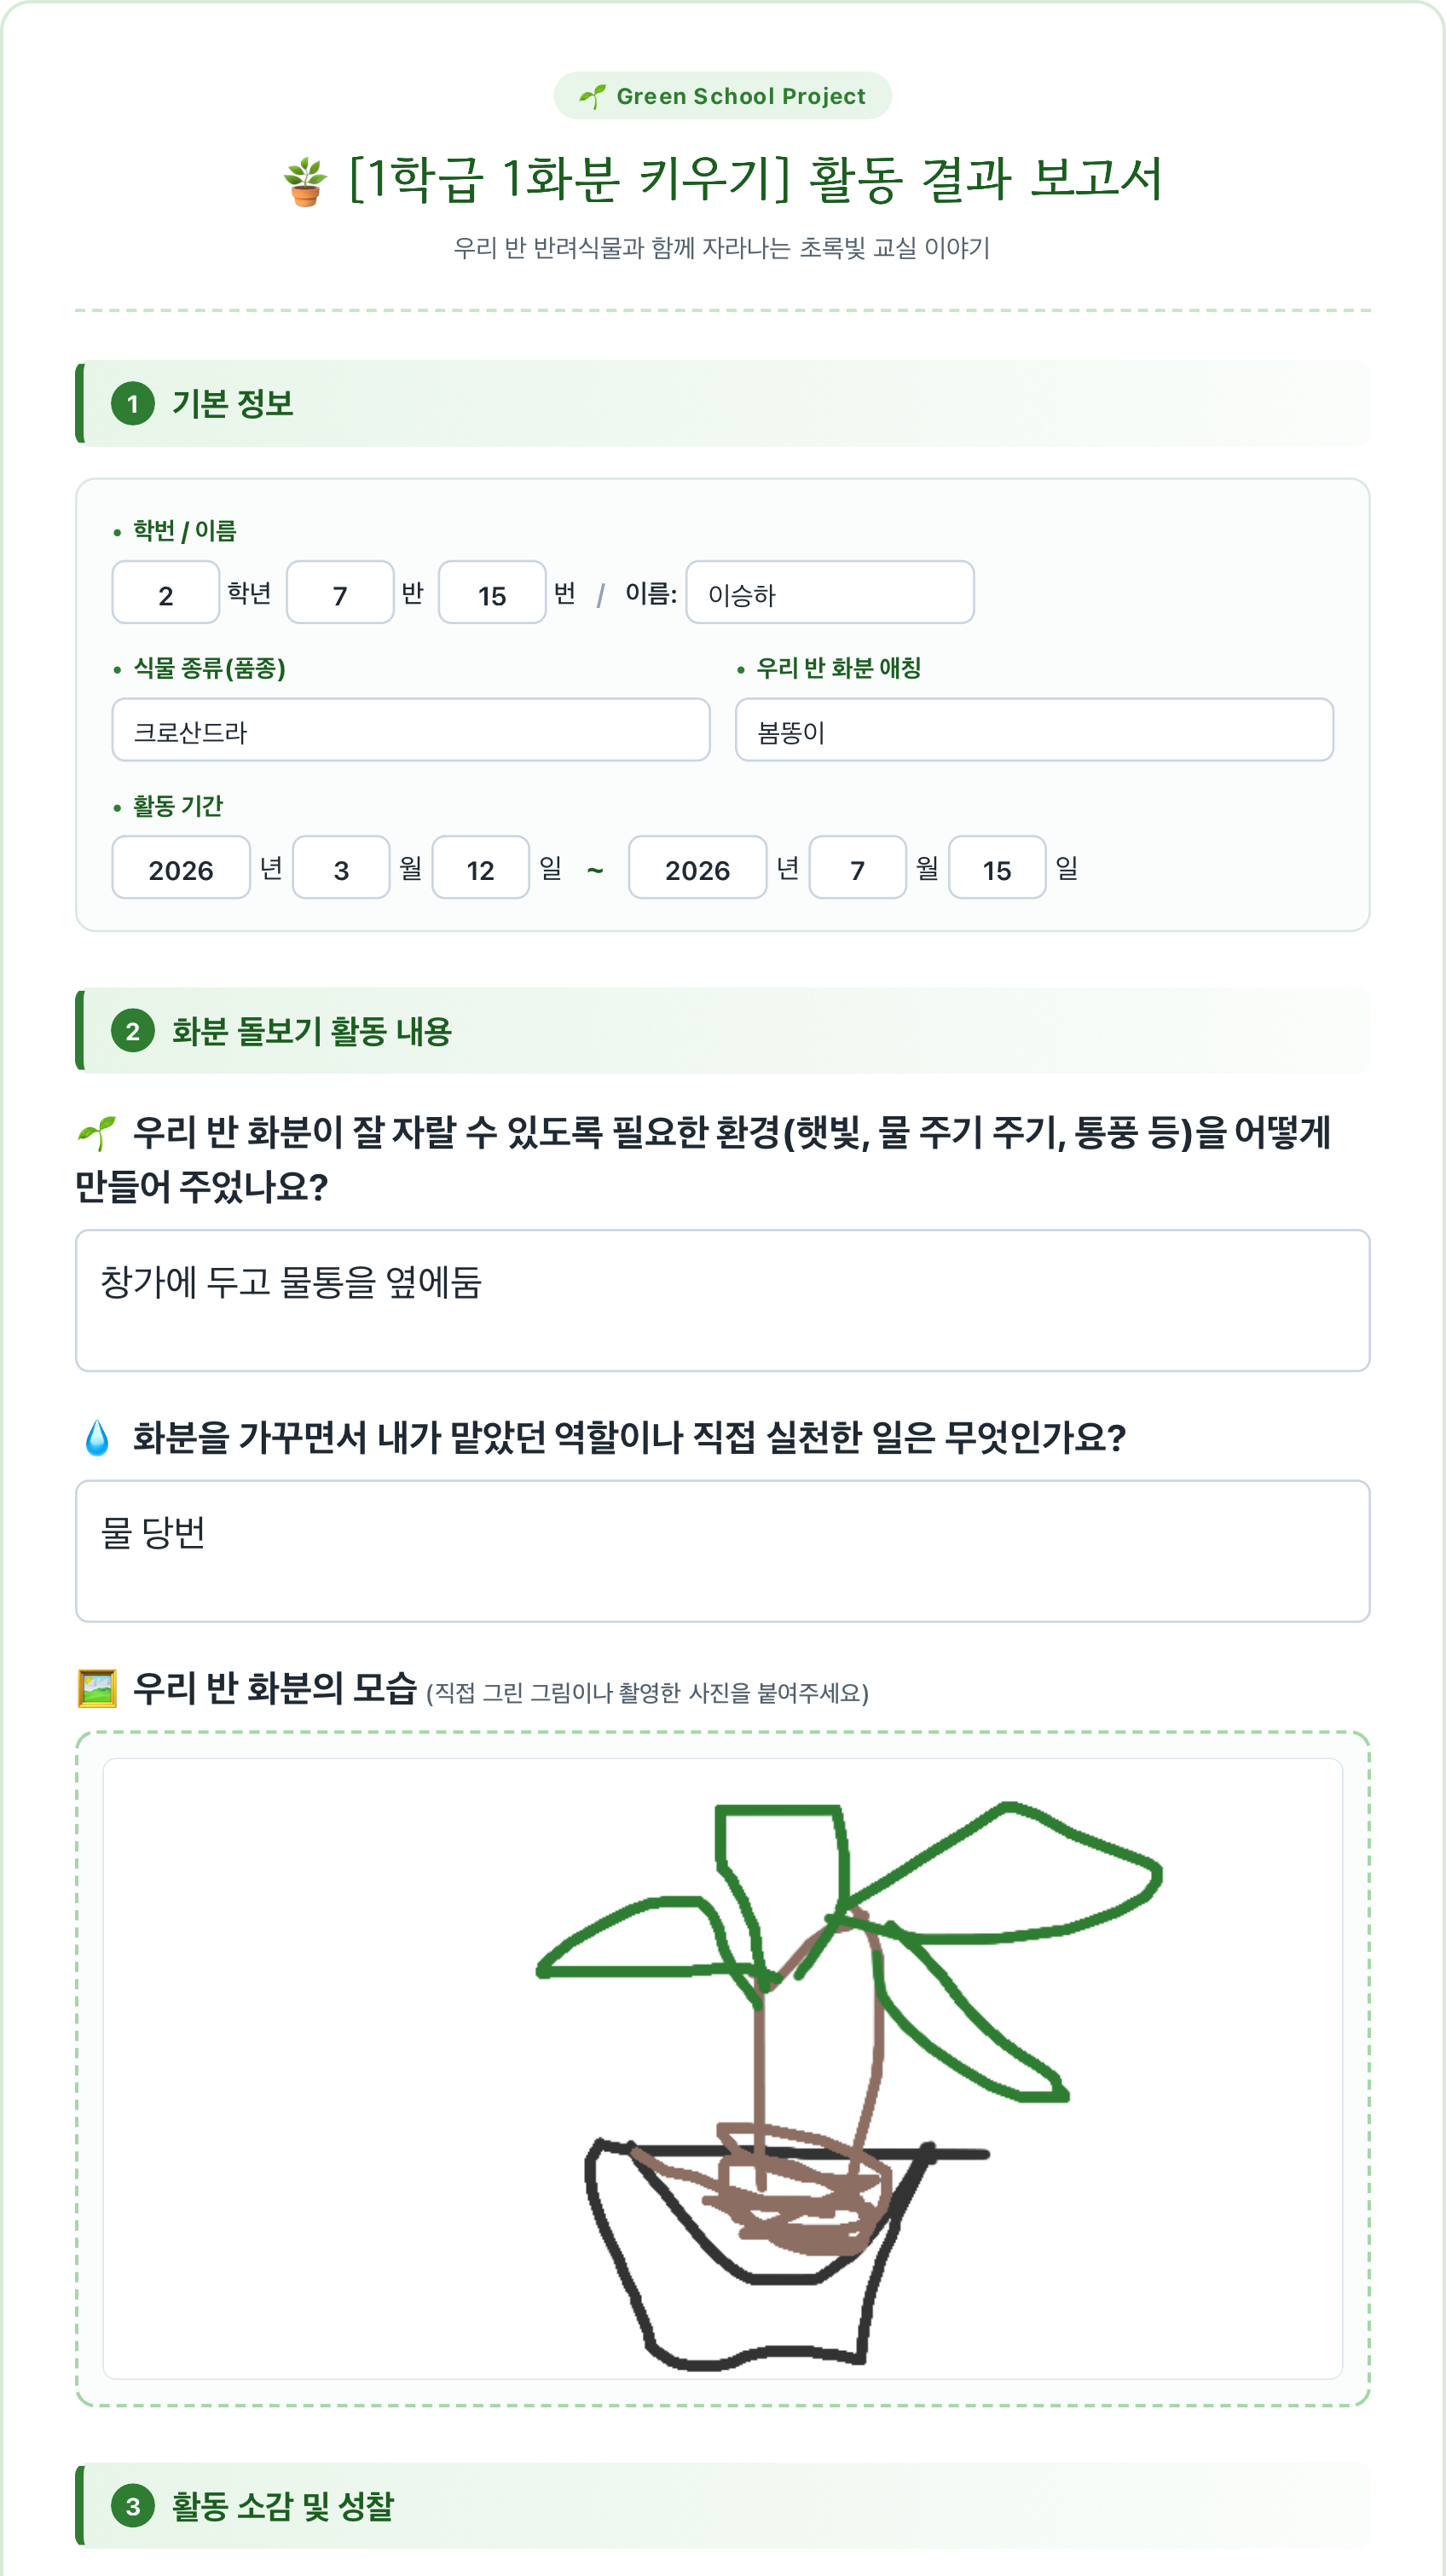 🌱 Green School Project
🪴 [1학급 1화분 키우기] 활동 결과 보고서
우리 반 반려식물과 함께 자라나는 초록빛 교실 이야기
1 기본 정보
• 학번 / 이름
2 학년 7 반 15 번 / 이름: 이승하
• 식물 종류(품종) • 우리 반 화분 애칭
크로산드라 봄똥이
• 활동 기간
2026 년 3 월 12 일 ~ 2026 년 7 월 15 일
2 화분 돌보기 활동 내용
🌱 우리 반 화분이 잘 자랄 수 있도록 필요한 환경(햇빛, 물 주기 주기, 통풍 등)을 어떻게
만들어 주었나요?
창가에 두고 물통을 옆에둠
💧 화분을 가꾸면서 내가 맡았던 역할이나 직접 실천한 일은 무엇인가요?
물 당번
🖼️ 우리 반 화분의 모습 (직접 그린 그림이나 촬영한 사진을 붙여주세요)
3 활동 소감 및 성찰